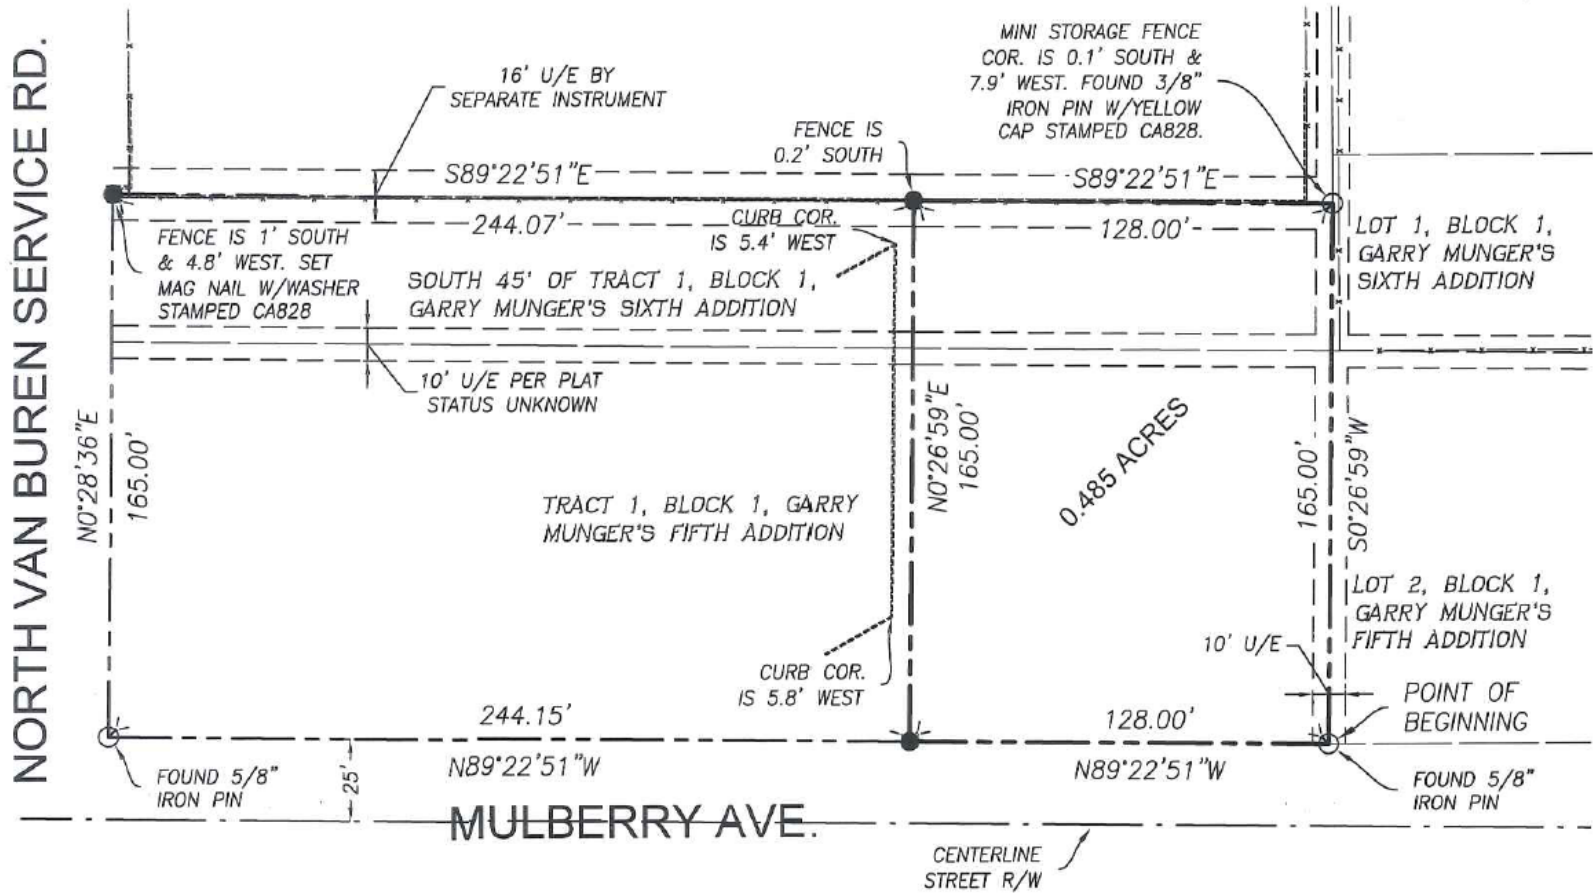 NORTH VAN BUREN SERVICE RD.
16' U/E BY
SEPARATE INSTRUMENT
MINI STORAGE FENCE
COR. IS 0.1' SOUTH &
7.9' WEST. FOUND 3/8"
IRON PIN W/YELLOW
CAP STAMPED CA828.
FENCE IS
0.2' SOUTH
S89°22'51"E
S89°22'51"E
244.07'
128.00'
CURB COR.
IS 5.4' WEST
FENCE IS 1' SOUTH
& 4.8' WEST. SET
MAG NAIL W/WASHER
STAMPED CA828
SOUTH 45' OF TRACT 1, BLOCK 1,
GARRY MUNGER'S SIXTH ADDITION
LOT 1, BLOCK 1,
GARRY MUNGER'S
SIXTH ADDITION
10' U/E PER PLAT
STATUS UNKNOWN
N0°28'36"E
165.00'
N0°26'59"E
165.00'
0.485 ACRES
165.00'
S0°26'59"W
TRACT 1, BLOCK 1, GARRY
MUNGER'S FIFTH ADDITION
LOT 2, BLOCK 1,
GARRY MUNGER'S
FIFTH ADDITION
10' U/E
CURB COR.
IS 5.8' WEST
POINT OF
BEGINNING
244.15'
128.00'
N89°22'51"W
N89°22'51"W
FOUND 5/8"
IRON PIN
25'
FOUND 5/8"
IRON PIN
MULBERRY AVE.
CENTERLINE
STREET R/W